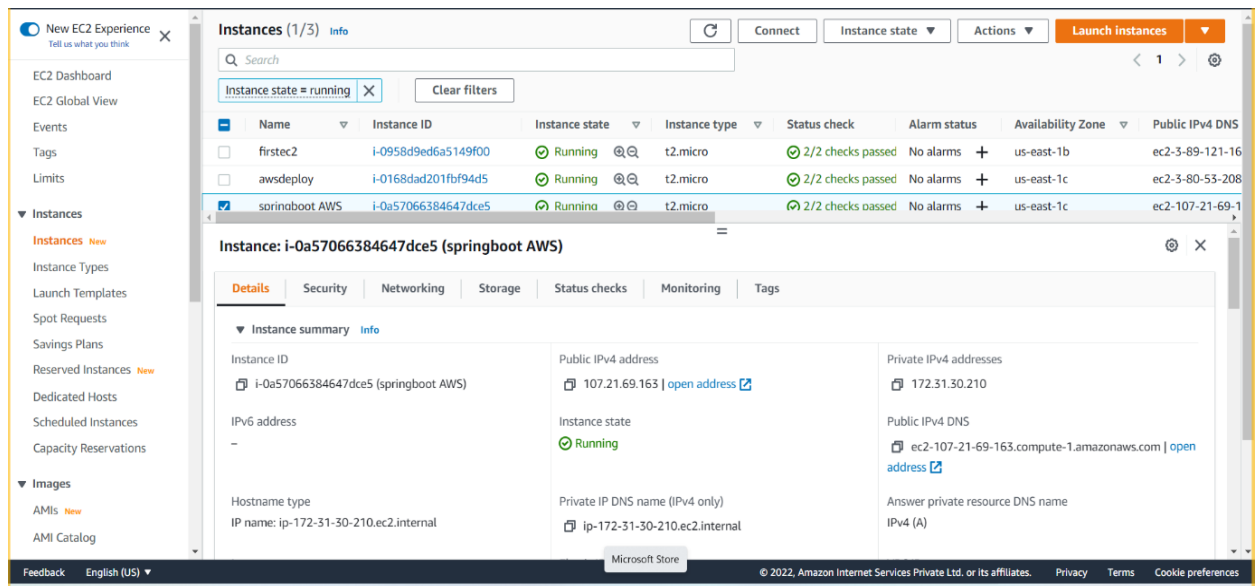 New EC2 Experience
Tell us what you think
EC2 Dashboard
EC2 Global View
Events
Tags
Limits
Instances
Instances New
Instance Types
Launch Templates
Spot Requests
Savings Plans
Reserved Instances New
Dedicated Hosts
Scheduled Instances
Capacity Reservations
Images
AMIs New
AMI Catalog
Instances (1/3) Info
Connect Instance state Actions Launch instances
Search
1
Instance state = running Clear filters
Name Instance ID Instance state Instance type Status check Alarm status Availability Zone Public IPv4 DNS
firstec2 i-0958d9ed6a5149f00 Running t2.micro 2/2 checks passed No alarms + us-east-1b ec2-3-89-121-16
awsdeploy i-0168dad201fbf94d5 Running t2.micro 2/2 checks passed No alarms + us-east-1c ec2-3-80-53-208
springboot AWS i-0a57066384647dce5 Running t2.micro 2/2 checks passed No alarms + us-east-1c ec2-107-21-69-1
Instance: i-0a57066384647dce5 (springboot AWS)
Details Security Networking Storage Status checks Monitoring Tags
Instance summary Info
Instance ID Public IPv4 address Private IPv4 addresses
i-0a57066384647dce5 (springboot AWS) 107.21.69.163 | open address 172.31.30.210
IPv6 address Instance state Public IPv4 DNS
– Running ec2-107-21-69-163.compute-1.amazonaws.com | open
address
Hostname type Private IP DNS name (IPv4 only) Answer private resource DNS name
IP name: ip-172-31-30-210.ec2.internal ip-172-31-30-210.ec2.internal IPv4 (A)
Microsoft Store
Feedback English (US) © 2022, Amazon Internet Services Private Ltd. or its affiliates. Privacy Terms Cookie preferences